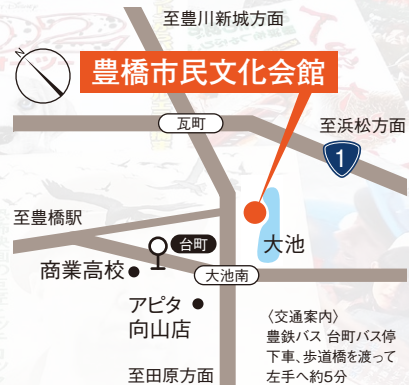 至豊川新城方面
N
豊橋市民文化会館
瓦町
至浜松方面
1
至豊橋駅
台町
大池
商業高校
大池南
アピタ
向山店
〈交通案内〉
豊鉄バス 台町バス停
下車、歩道橋を渡って
左手へ約5分
至田原方面